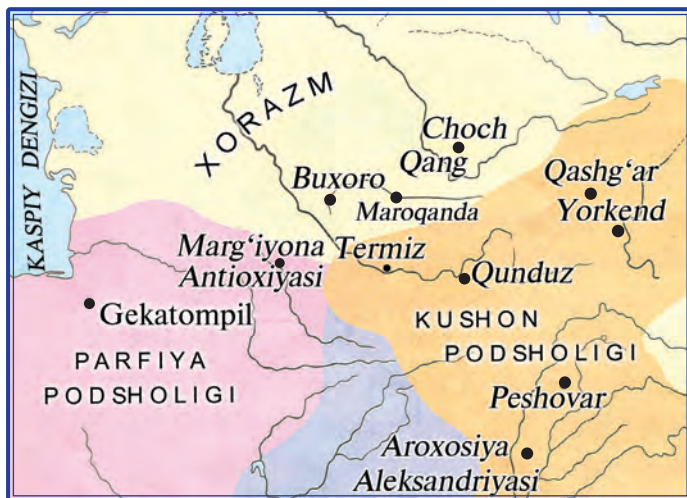 KASPIY DENGIZI
XORAZM
Choch
Qang
Buxoro
Maroqanda
Qashg‘ar
Yorkend
Marg‘iyona
Antioxiyasi
Termiz
Qunduz
Gekatompil
PARFIYA
PODSHOLIGI
KUSHON
PODSHOLIGI
Peshovar
Aroxosiya
Aleksandriyasi